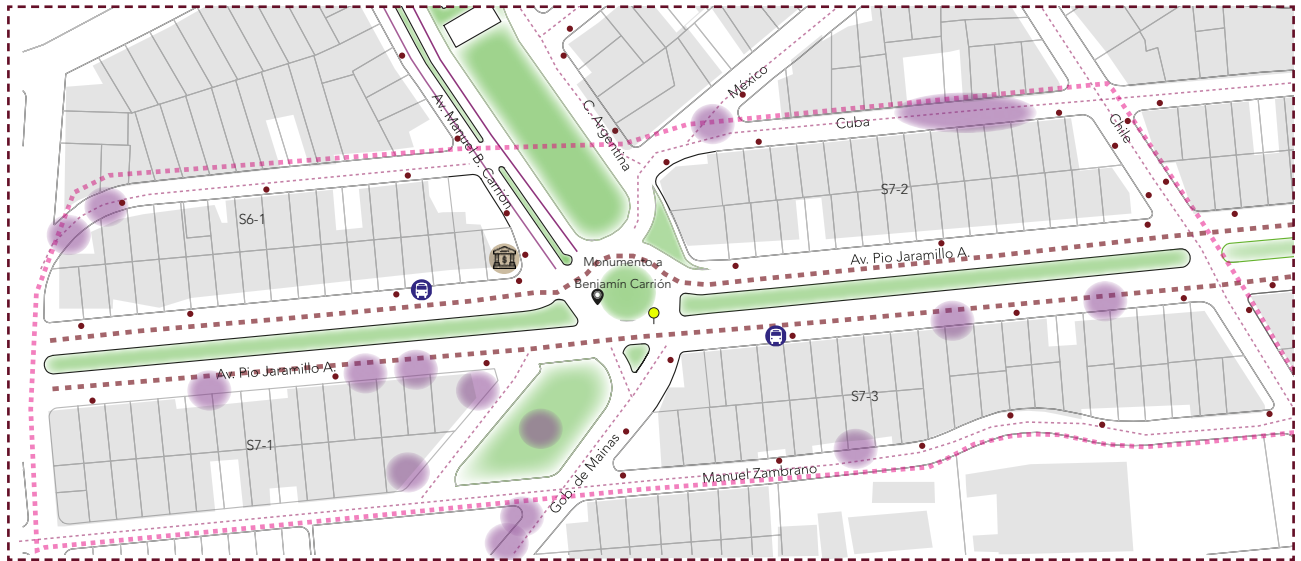 México
Av. Manuel B. Carrión
C. Argentina
Cuba
Chile
S7-2
S6-1
Av. Pio Jaramillo A.
Monumento a
Benjamín Carrión
Av. Pio Jaramillo A.
S7-3
S7-1
Gob. de Mainas
Manuel Zambrano